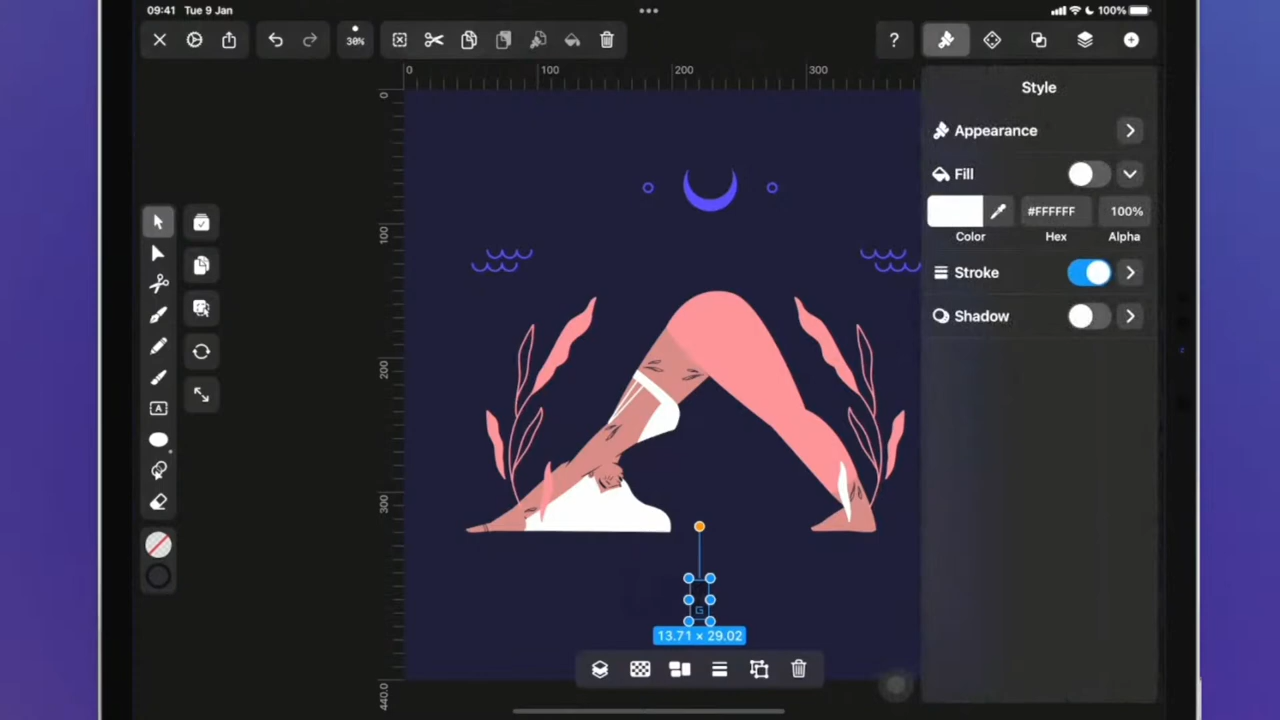 09:41 Tue 9 Jan
100%
30%
?
0
100
200
300
Style
0
100
200
300
440.0
Appearance
Fill
#FFFFFF
100%
Color
Hex
Alpha
Stroke
Shadow
A
G
13.71 × 29.02